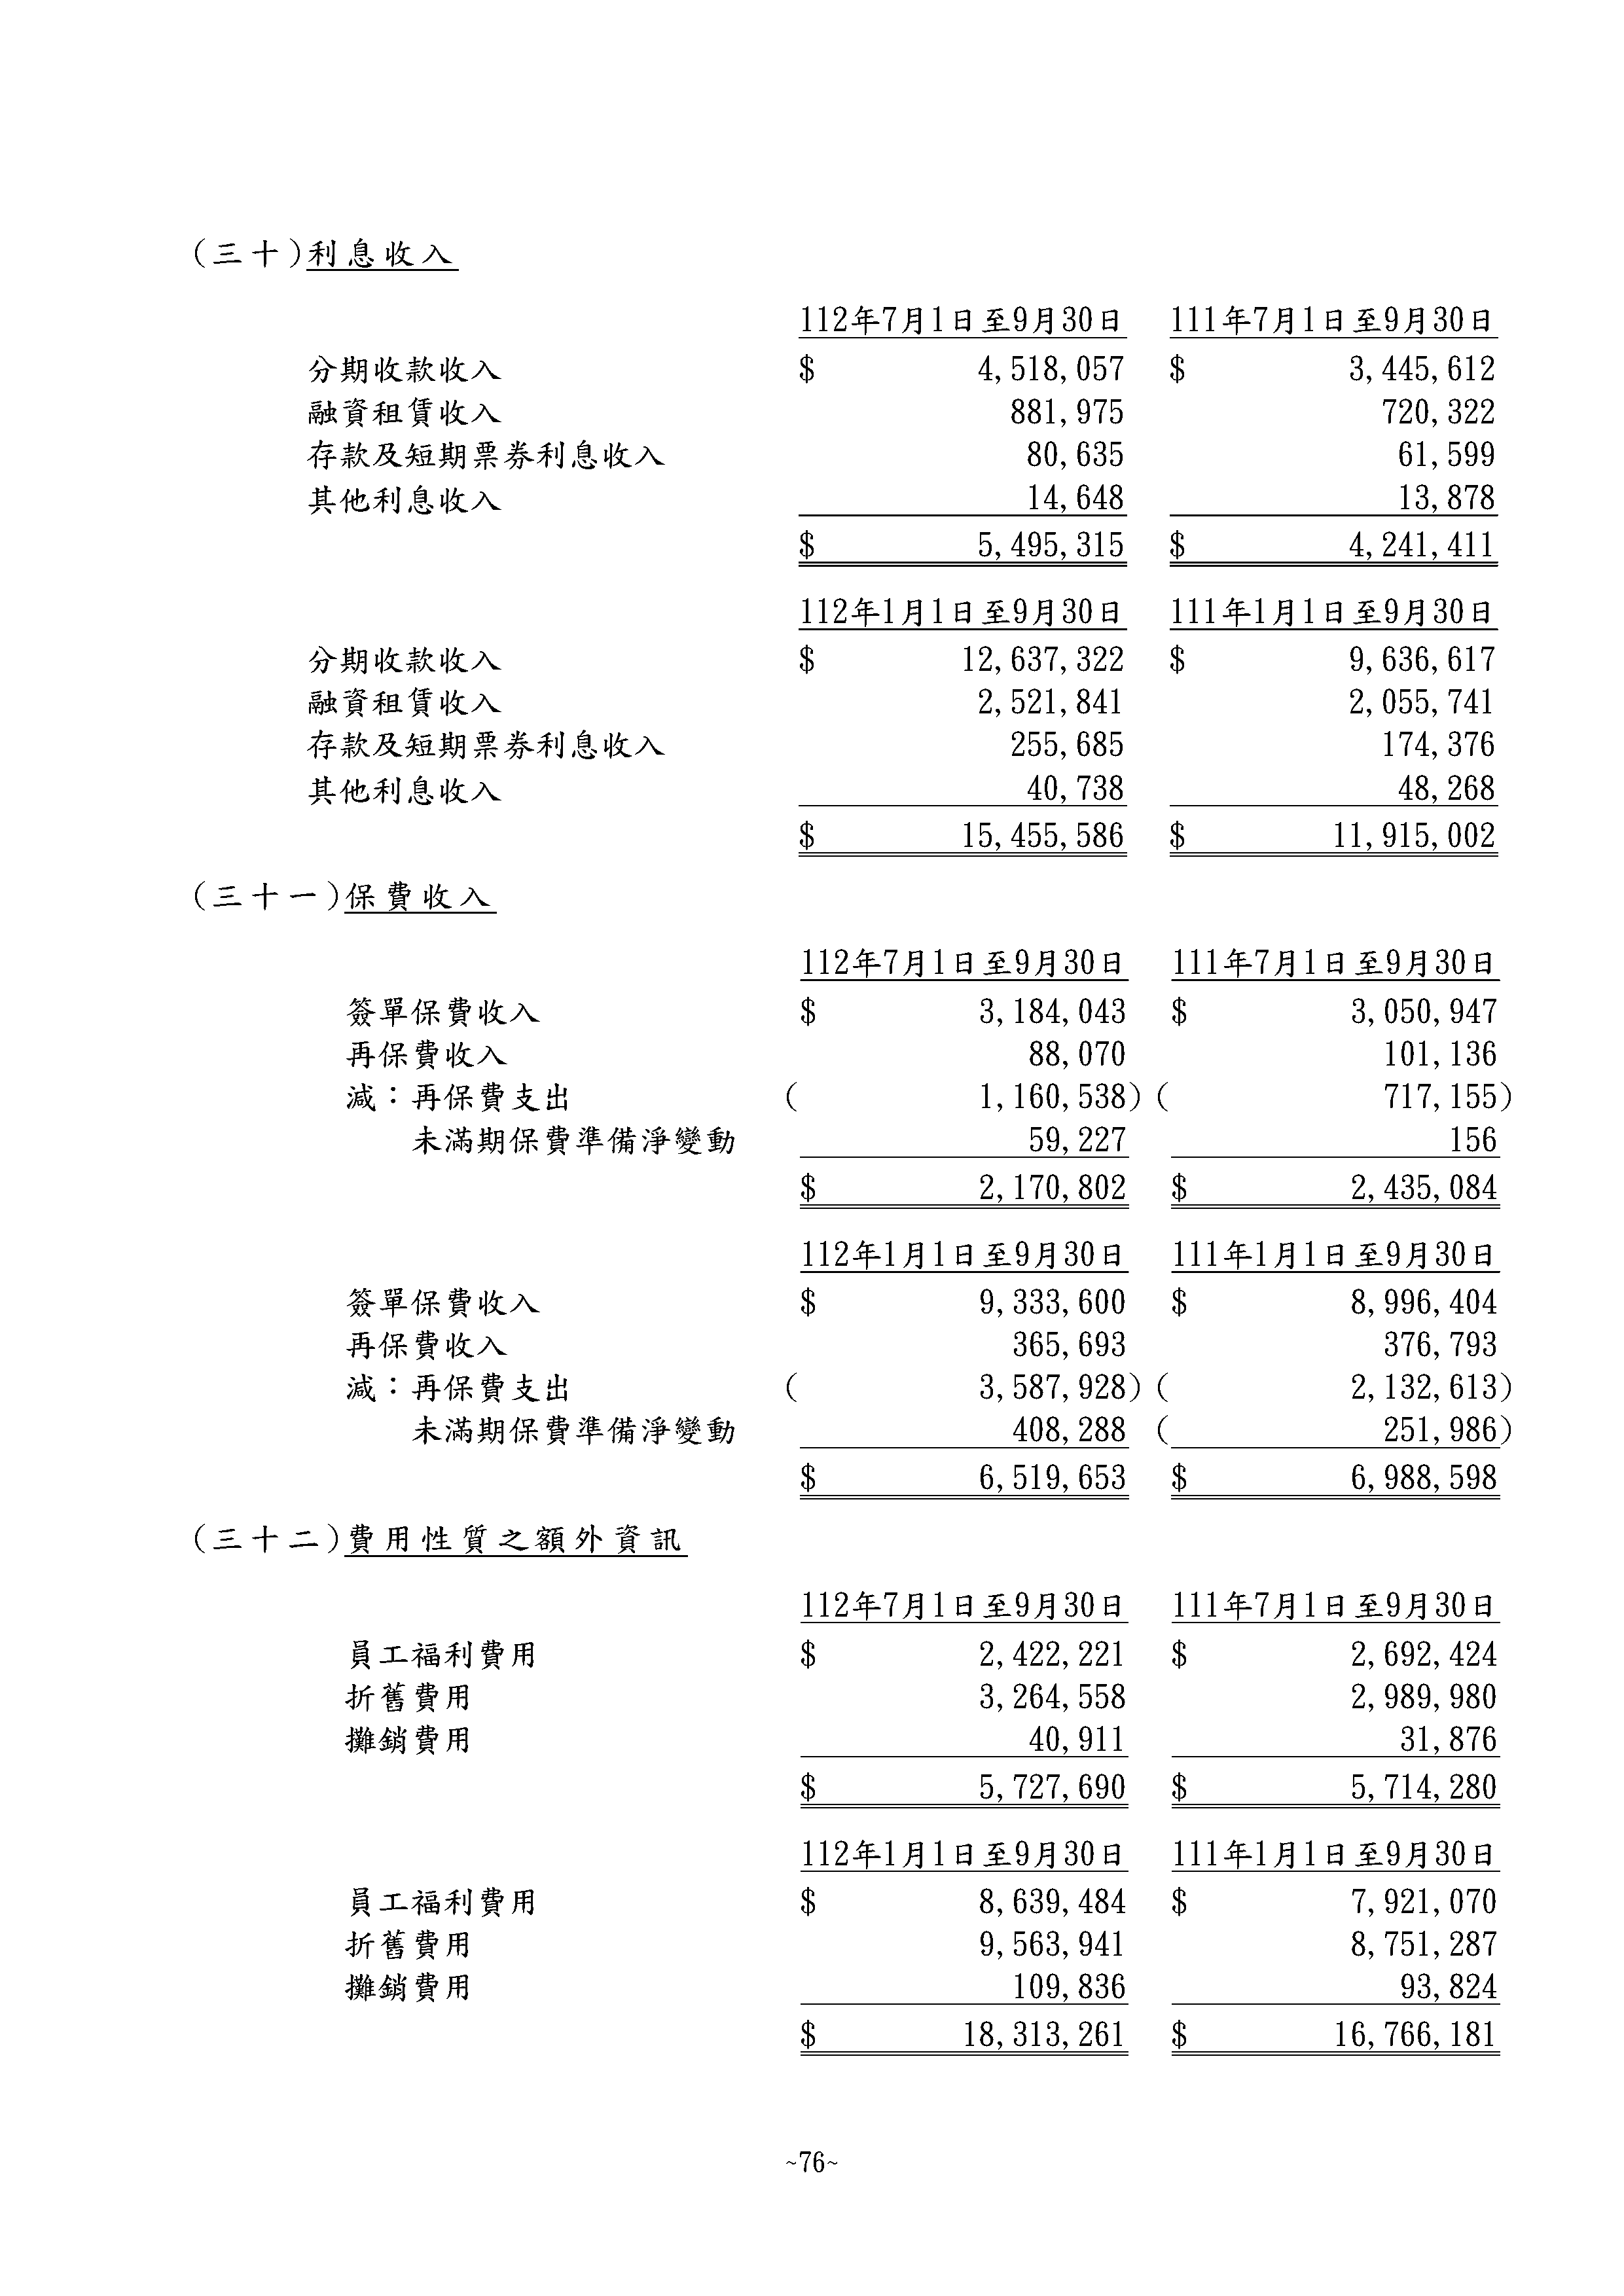 (三十)利息收入
112年7月1日至9月30日 111年7月1日至9月30日
分期收款收入 $ 4,518,057 $ 3,445,612
融資租賃收入 881,975 720,322
存款及短期票券利息收入 80,635 61,599
其他利息收入 14,648 13,878
$ 5,495,315 $ 4,241,411
112年1月1日至9月30日 111年1月1日至9月30日
分期收款收入 $ 12,637,322 $ 9,636,617
融資租賃收入 2,521,841 2,055,741
存款及短期票券利息收入 255,685 174,376
其他利息收入 40,738 48,268
$ 15,455,586 $ 11,915,002
(三十一)保費收入
112年7月1日至9月30日 111年7月1日至9月30日
簽單保費收入 $ 3,184,043 $ 3,050,947
再保費收入 88,070 101,136
減：再保費支出 ( 1,160,538) ( 717,155)
未滿期保費準備淨變動 59,227 156
$ 2,170,802 $ 2,435,084
112年1月1日至9月30日 111年1月1日至9月30日
簽單保費收入 $ 9,333,600 $ 8,996,404
再保費收入 365,693 376,793
減：再保費支出 ( 3,587,928) ( 2,132,613)
未滿期保費準備淨變動 408,288 ( 251,986)
$ 6,519,653 $ 6,988,598
(三十二)費用性質之額外資訊
112年7月1日至9月30日 111年7月1日至9月30日
員工福利費用 $ 2,422,221 $ 2,692,424
折舊費用 3,264,558 2,989,980
攤銷費用 40,911 31,876
$ 5,727,690 $ 5,714,280
112年1月1日至9月30日 111年1月1日至9月30日
員工福利費用 $ 8,639,484 $ 7,921,070
折舊費用 9,563,941 8,751,287
攤銷費用 109,836 93,824
$ 18,313,261 $ 16,766,181
~76~